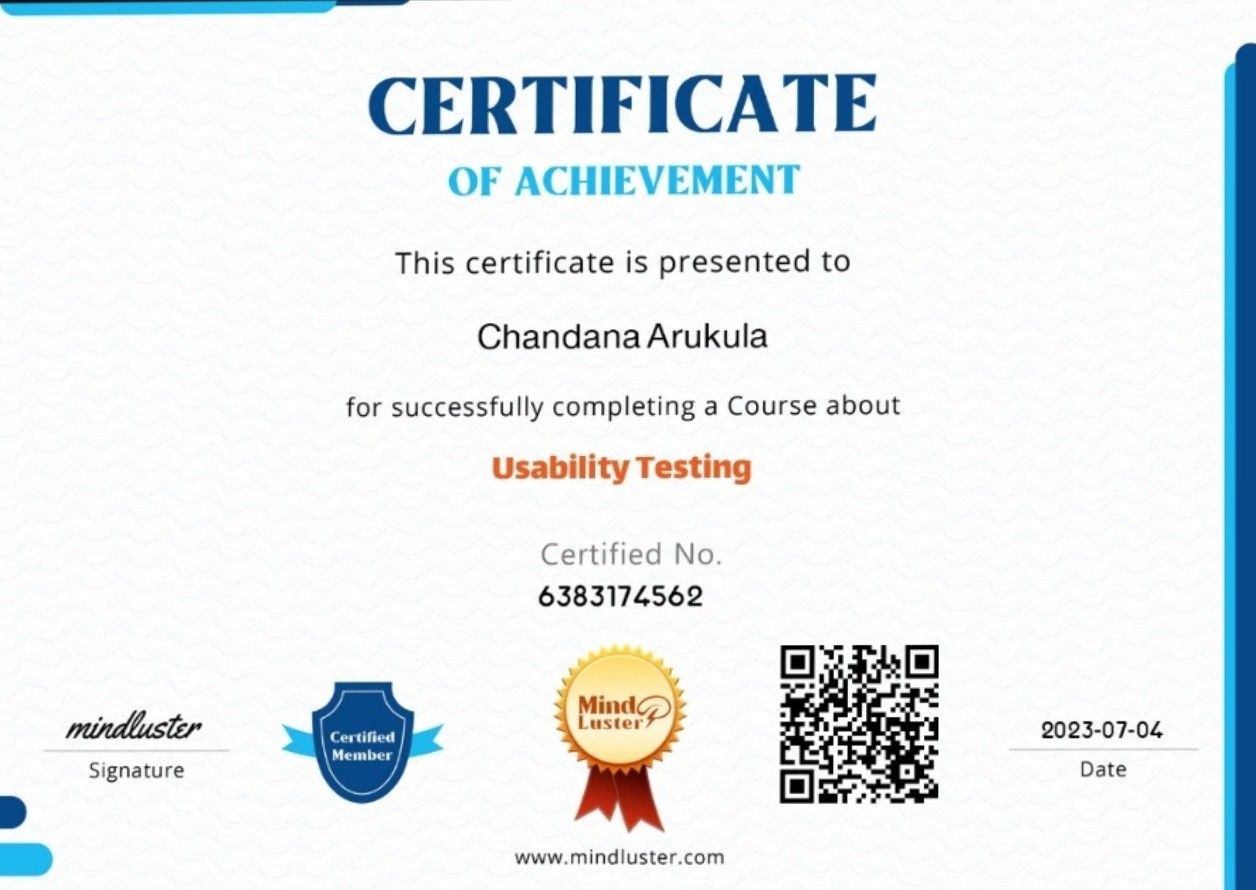 CERTIFICATE
OF ACHIEVEMENT
This certificate is presented to
Chandana Arukula
for successfully completing a Course about
Usability Testing
Certified No.
6383174562
mindluster
Signature
Certified
Member
Mind
Luster
2023-07-04
Date
www.mindluster.com